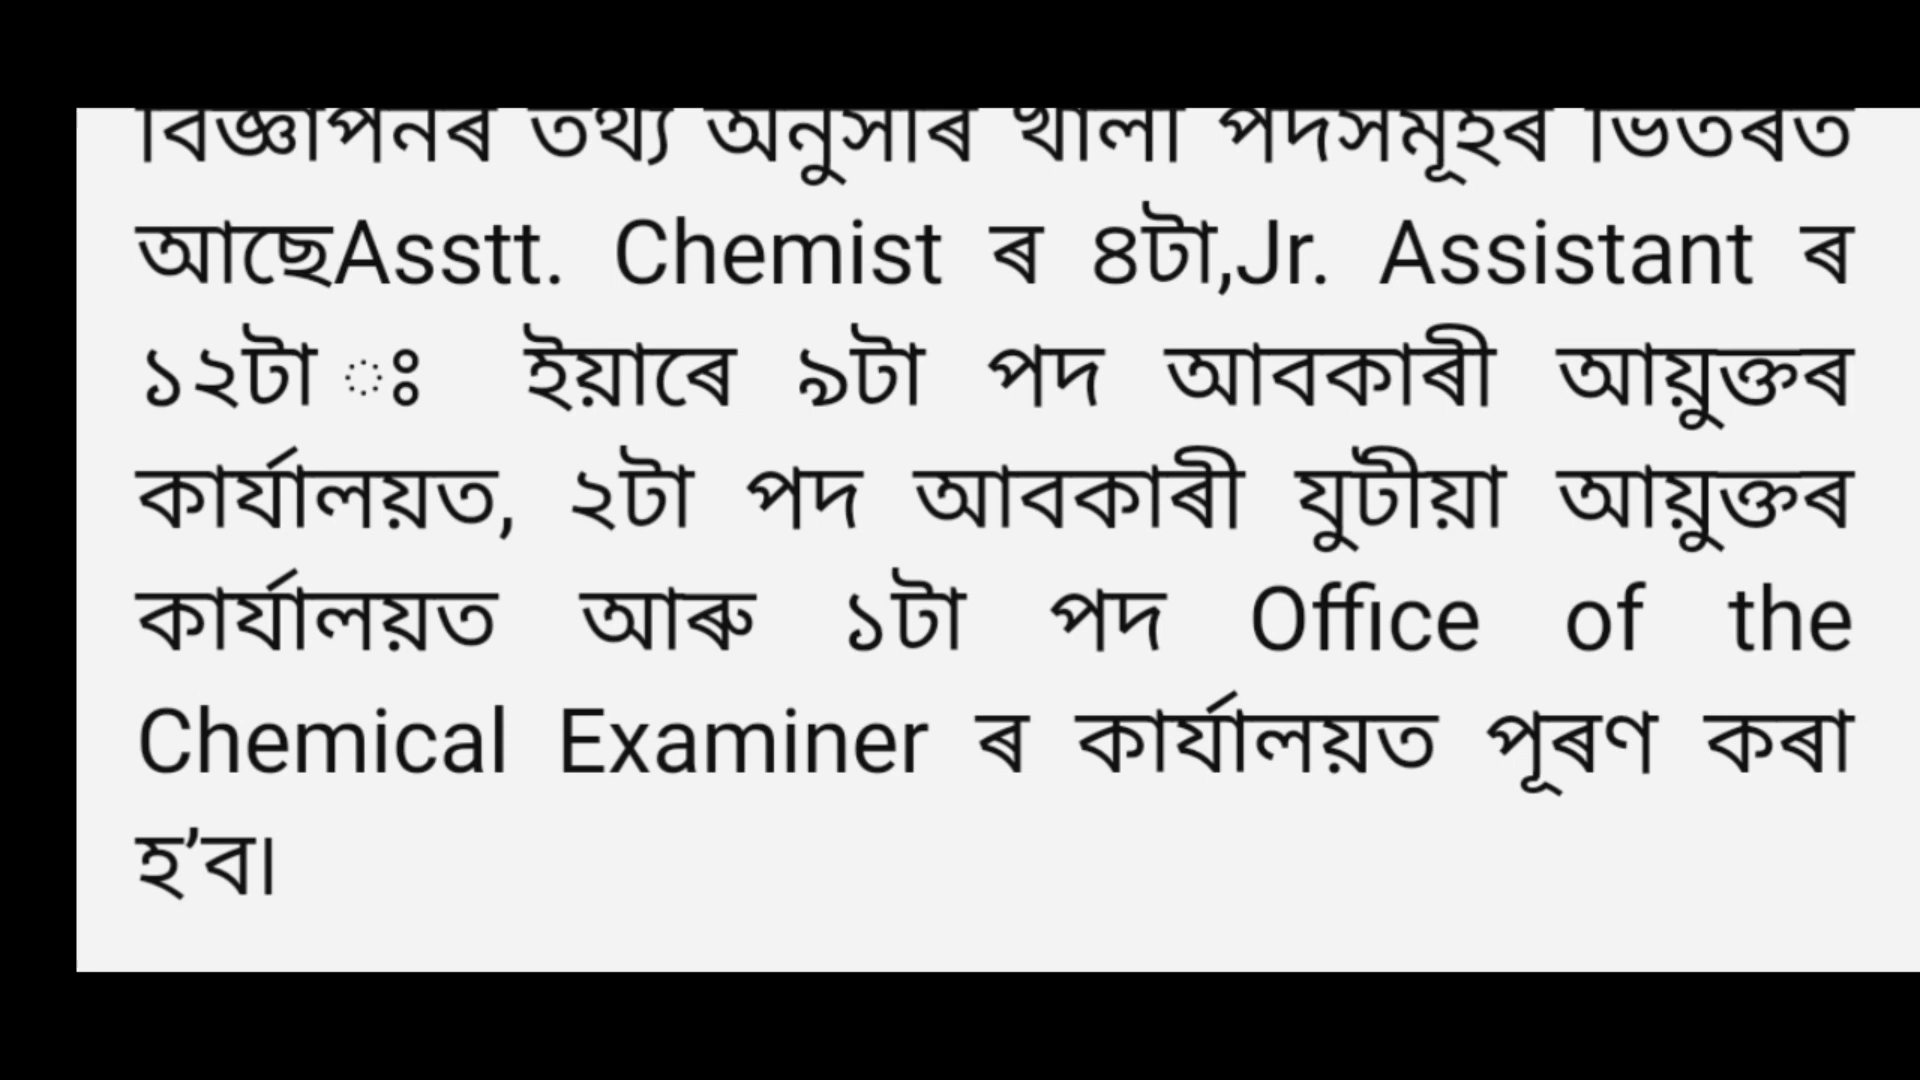 বিজ্ঞাপনৰ তথ্য অনুসাৰি খালী পদসমূহৰ ভিতৰত
আছেAsstt. Chemist ৰ ৪টা,Jr. Assistant ৰ
১২টা ঃ ইয়াৰে ৯টা পদ আবকাৰী আয়ুক্তৰ
কাৰ্যালয়ত, ২টা পদ আবকাৰী যুটীয়া আয়ুক্তৰ
কাৰ্যালয়ত আৰু ১টা পদ Office of the
Chemical Examiner ৰ কাৰ্যালয়ত পূৰণ কৰা
হ’ব।